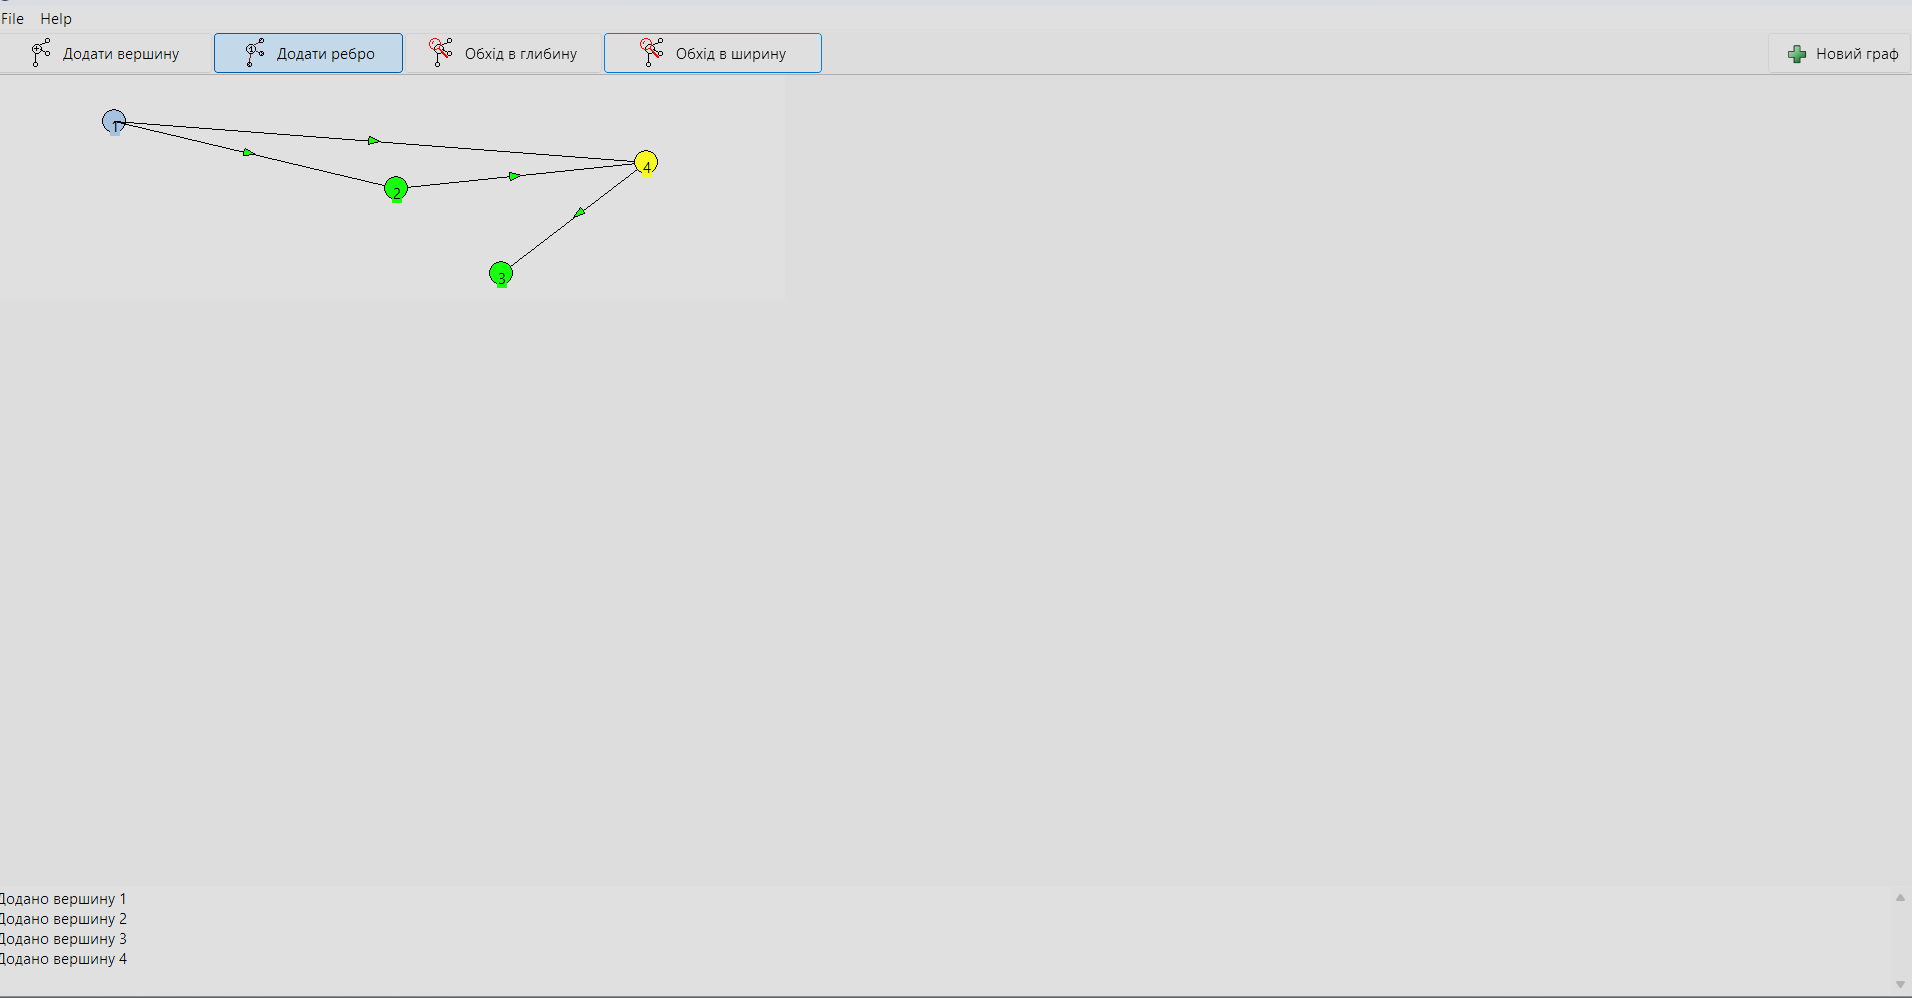 File Help
Додати вершину Додати ребро Обхід в глибину Обхід в ширину Новий граф
1
4
2
3
Додано вершину 1
Додано вершину 2
Додано вершину 3
Додано вершину 4